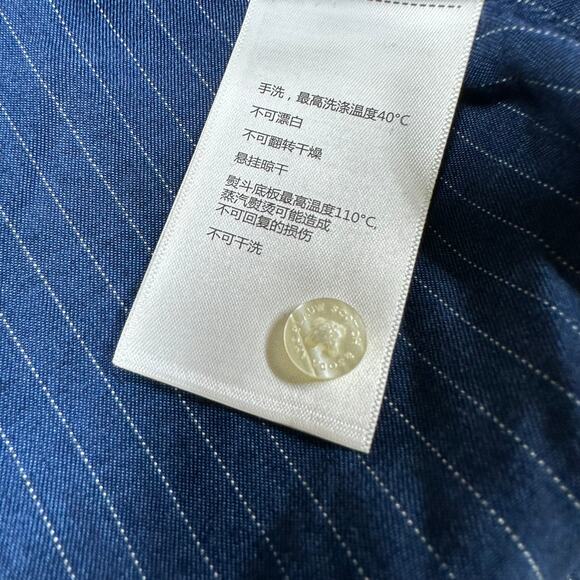 手洗，最高洗涤温度40°C
不可漂白
不可翻转干燥
悬挂晾干
熨斗底板最高温度110°C,
蒸汽熨烫可能造成
不可回复的损伤
不可干洗